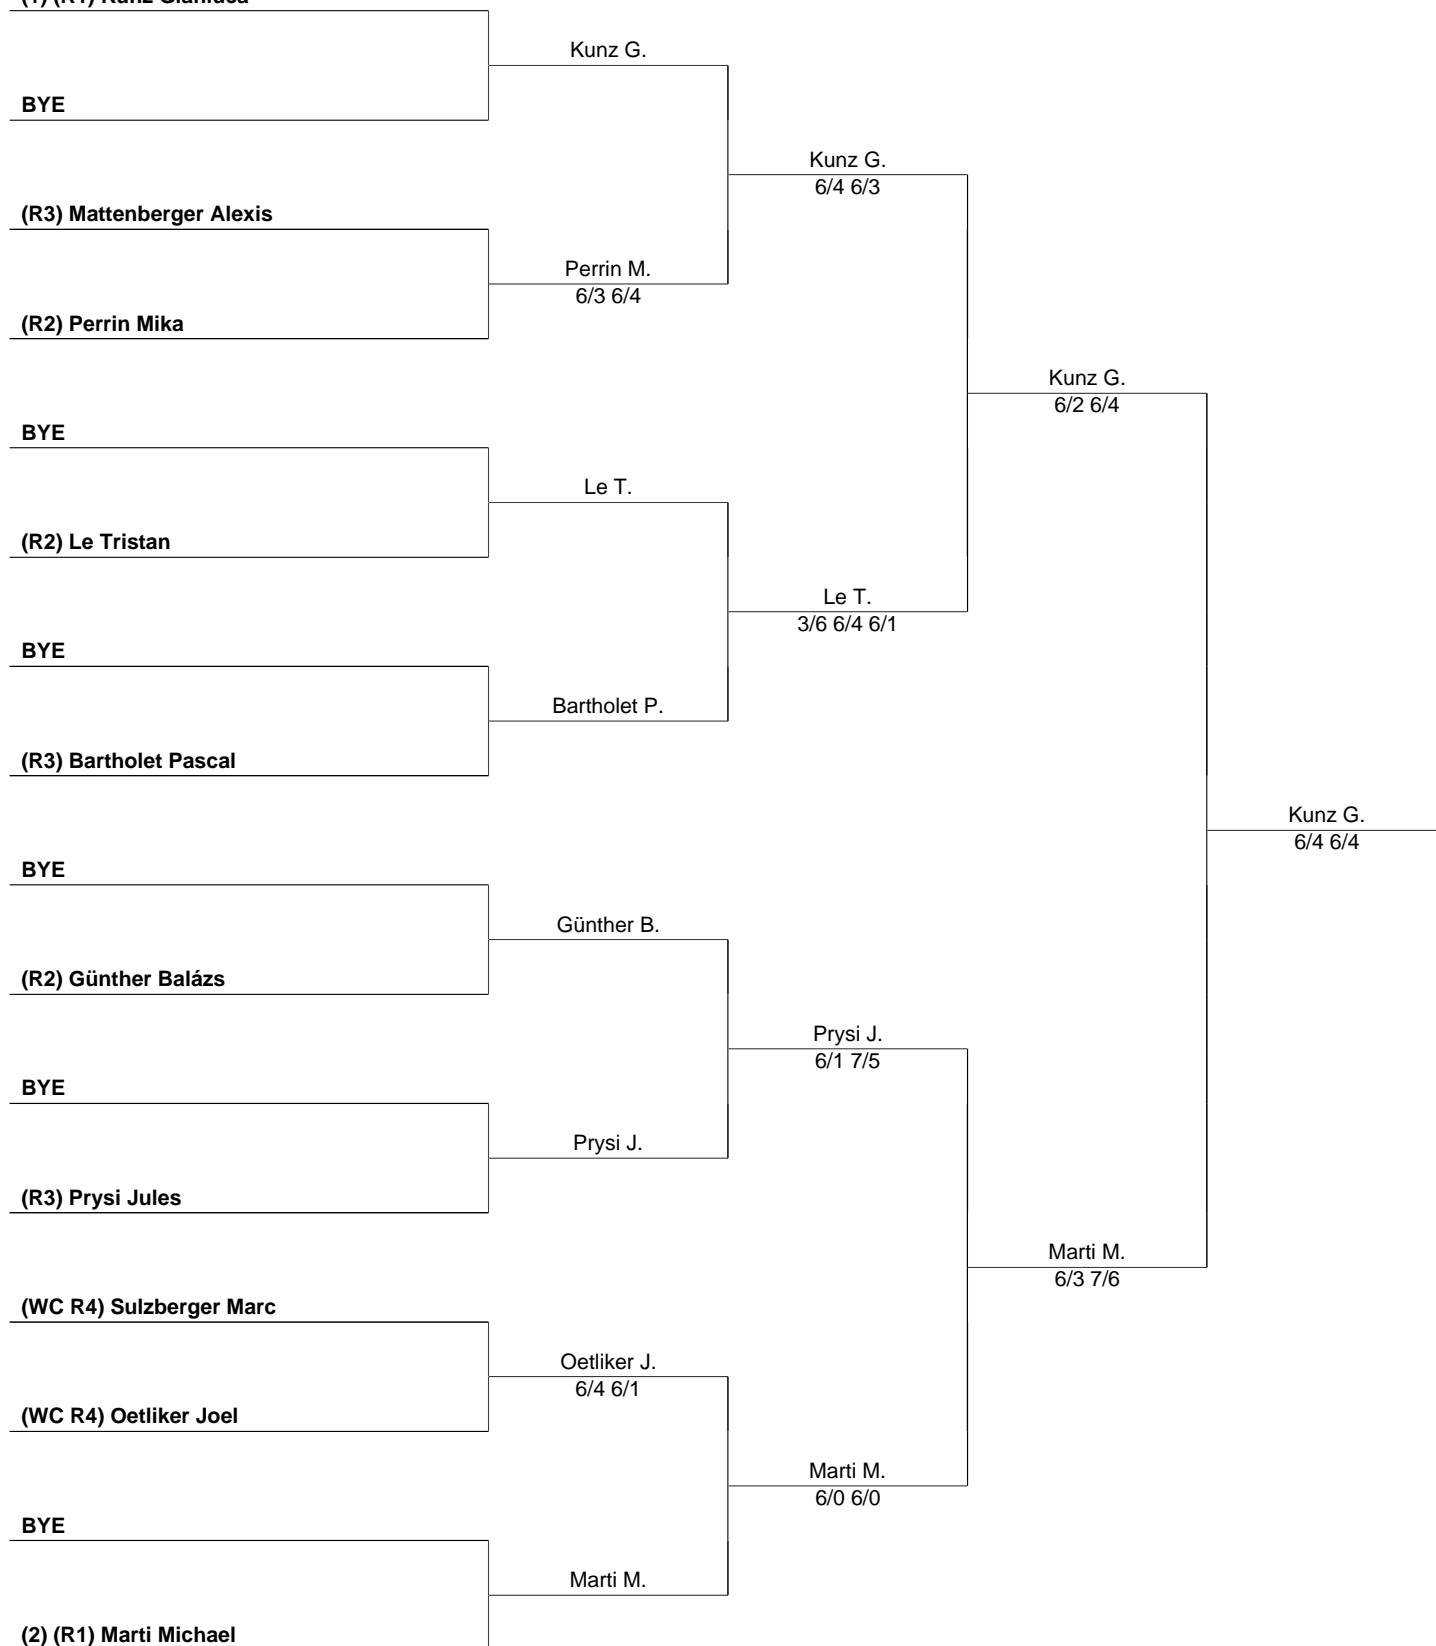 (1) (R1) Kunz Gianluca
Kunz G.
BYE
Kunz G.
6/4 6/3
(R3) Mattenberger Alexis
Perrin M.
6/3 6/4
(R2) Perrin Mika
Kunz G.
6/2 6/4
BYE
Le T.
(R2) Le Tristan
Le T.
3/6 6/4 6/1
BYE
Bartholet P.
(R3) Bartholet Pascal
Kunz G.
6/4 6/4
BYE
Günther B.
(R2) Günther Balázs
Prysi J.
6/1 7/5
BYE
Prysi J.
(R3) Prysi Jules
Marti M.
6/3 7/6
(WC R4) Sulzberger Marc
Oetliker J.
6/4 6/1
(WC R4) Oetliker Joel
Marti M.
6/0 6/0
BYE
Marti M.
(2) (R1) Marti Michael